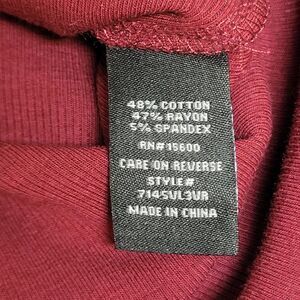 48% COTTON
47% RAYON
5% SPANDEX
RN#15600
CARE ON REVERSE
STYLE#
7145VL3VR
MADE IN CHINA